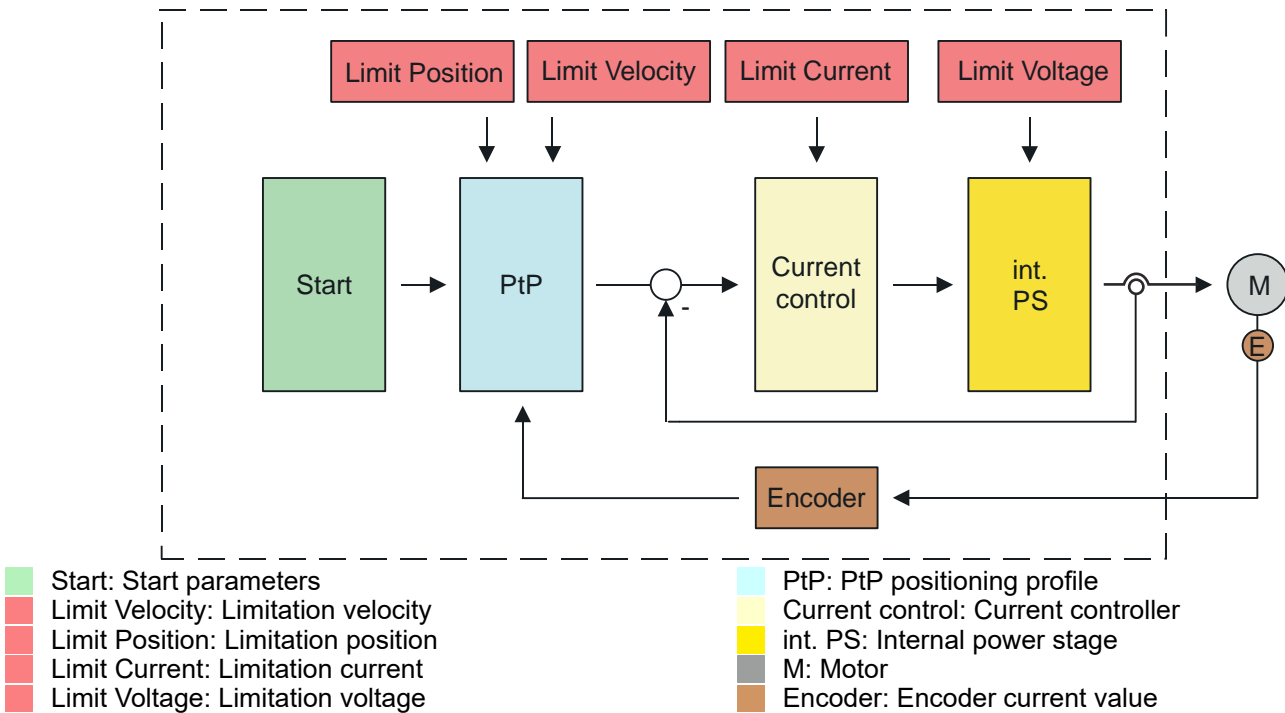 Limit Position
Limit Velocity
Limit Current
Limit Voltage
Start
PtP
-
Current
control
int.
PS
M
E
Encoder
Start: Start parameters
Limit Velocity: Limitation velocity
Limit Position: Limitation position
Limit Current: Limitation current
Limit Voltage: Limitation voltage
PtP: PtP positioning profile
Current control: Current controller
int. PS: Internal power stage
M: Motor
Encoder: Encoder current value